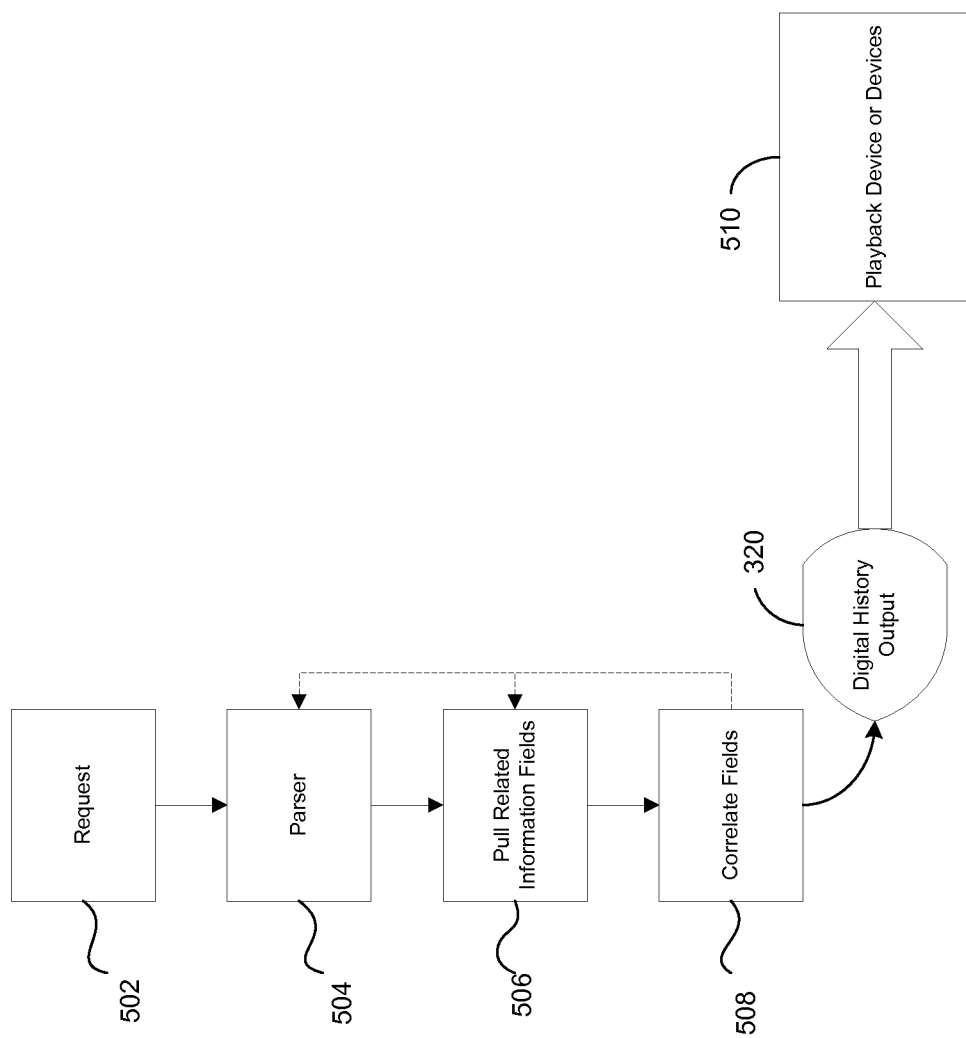 Request
502
Parser
504
Pull Related
Information Fields
506
Correlate Fields
508
Digital History
Output
320
Playback Device or Devices
510